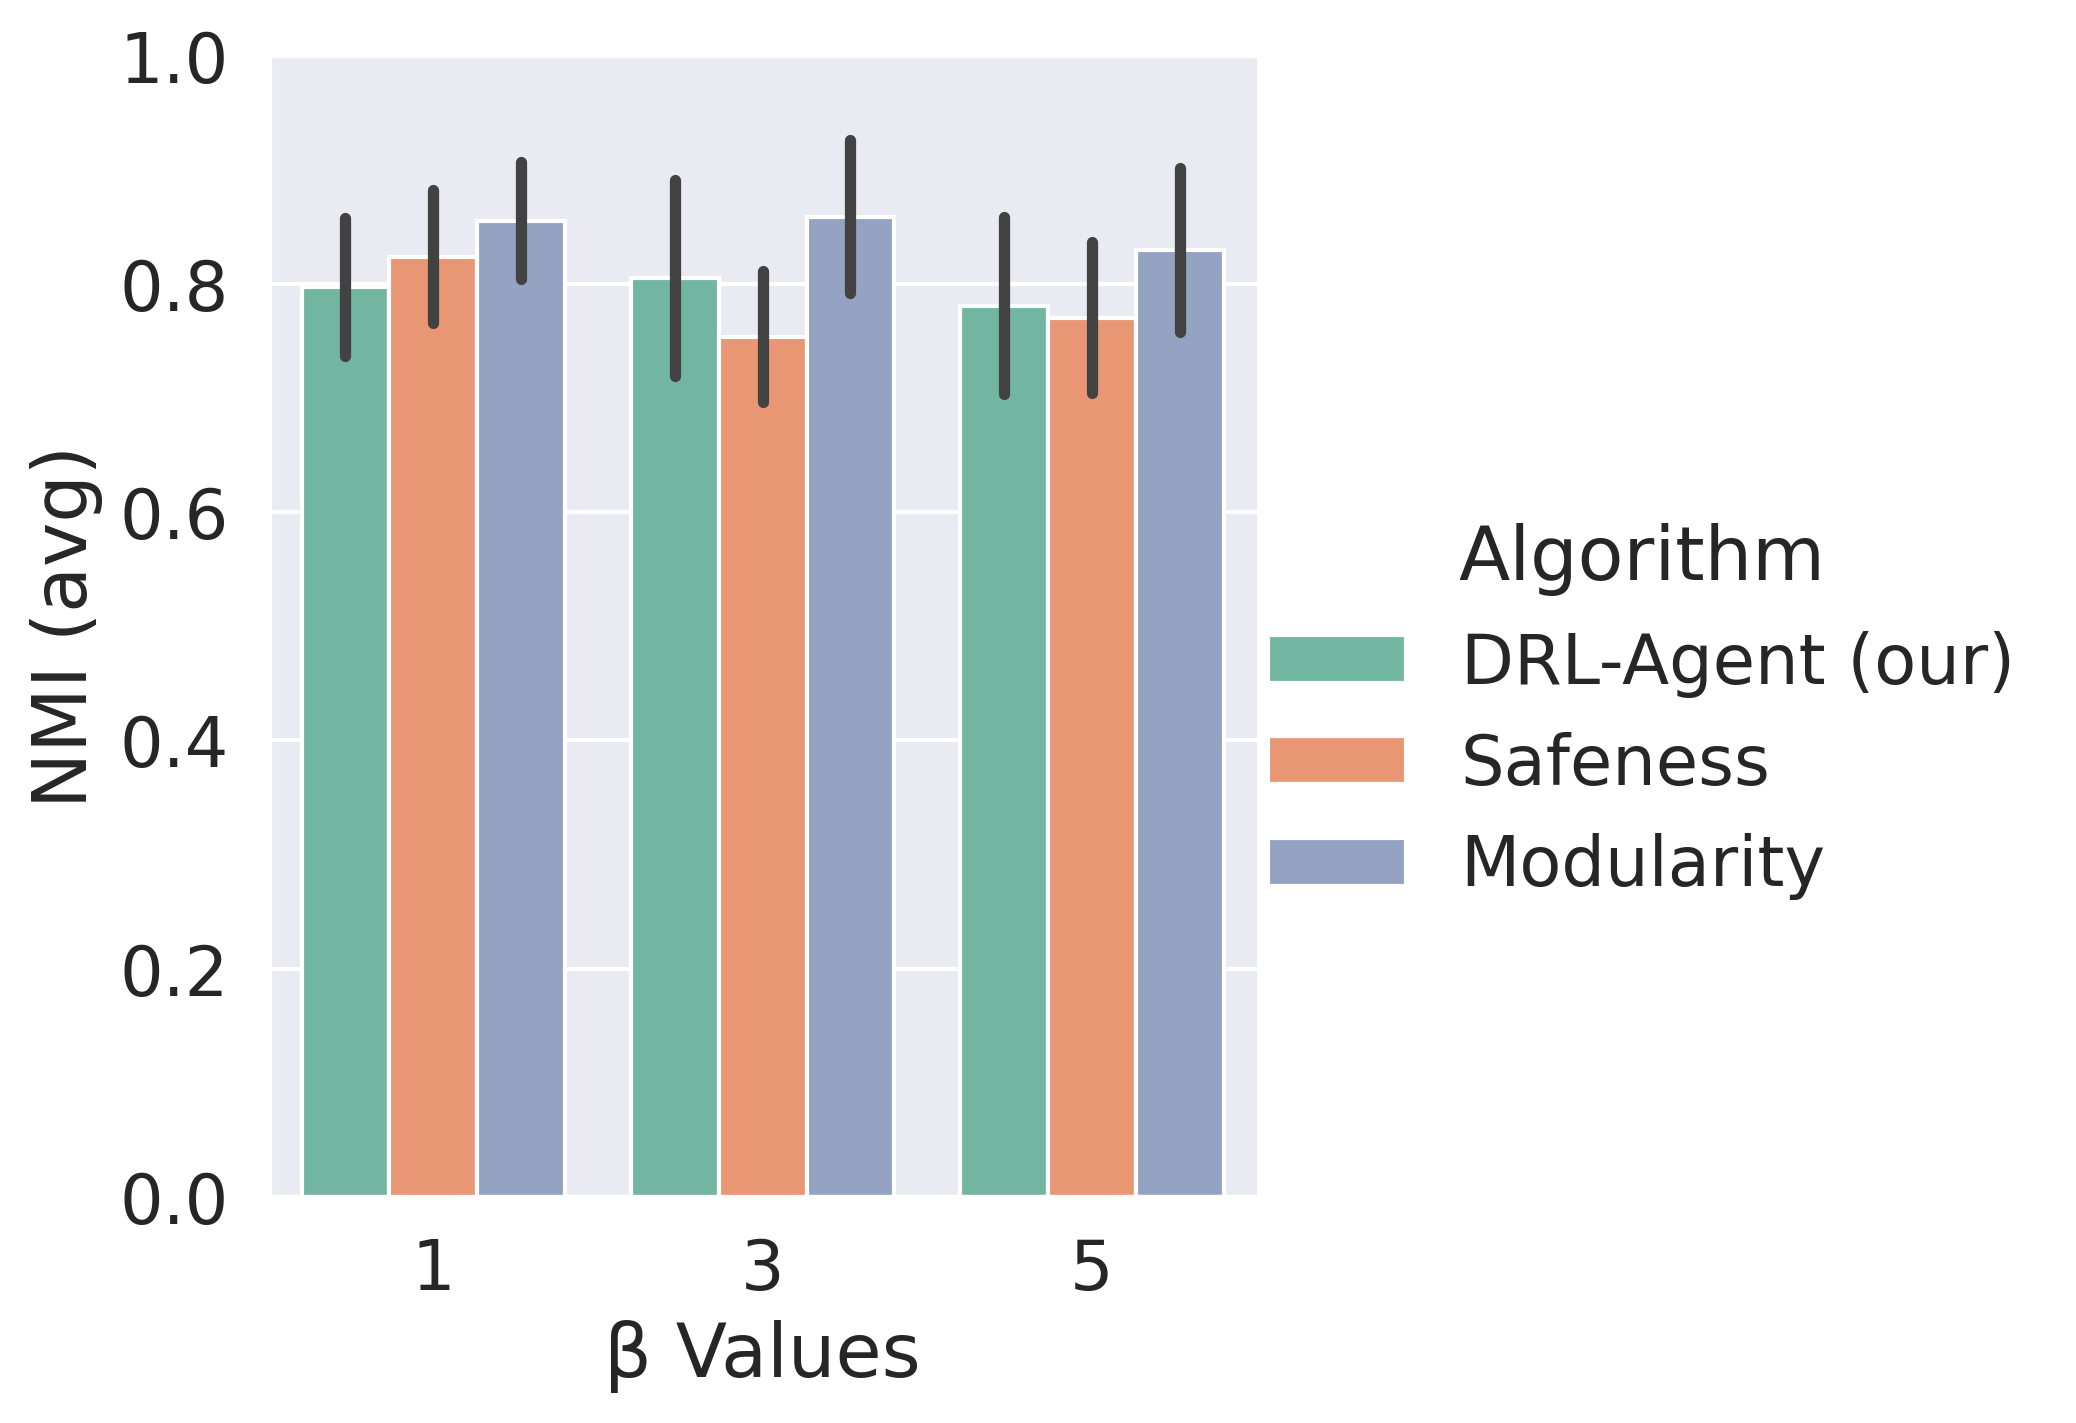 1.0
0.8
0.6
0.4
0.2
0.0
NMI (avg)
1 3 5
β Values
Algorithm
DRL-Agent (our)
Safeness
Modularity